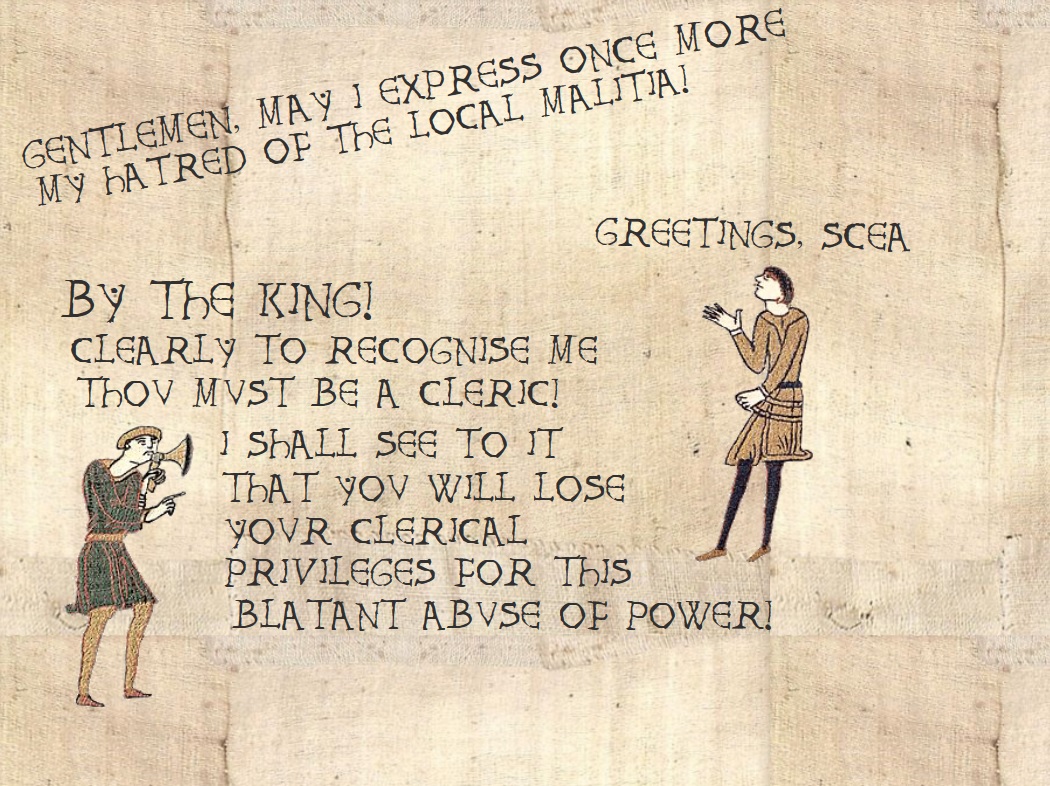 GENTLEMEN, MAY I EXPRESS ONCE MORE
MY hATRED OF ThE LOCAL MALITIA!
GREETINGS, SCEA
BY ThE KING!
CLEARLY TO RECOGNISE ME
ThOV MVST BE A CLERIC!
I ShALL SEE TO IT
ThAT YOV WILL LOSE
YOVR CLERICAL
PRIVILEGES FOR ThIS
BLATANT ABVSE OF POWER!